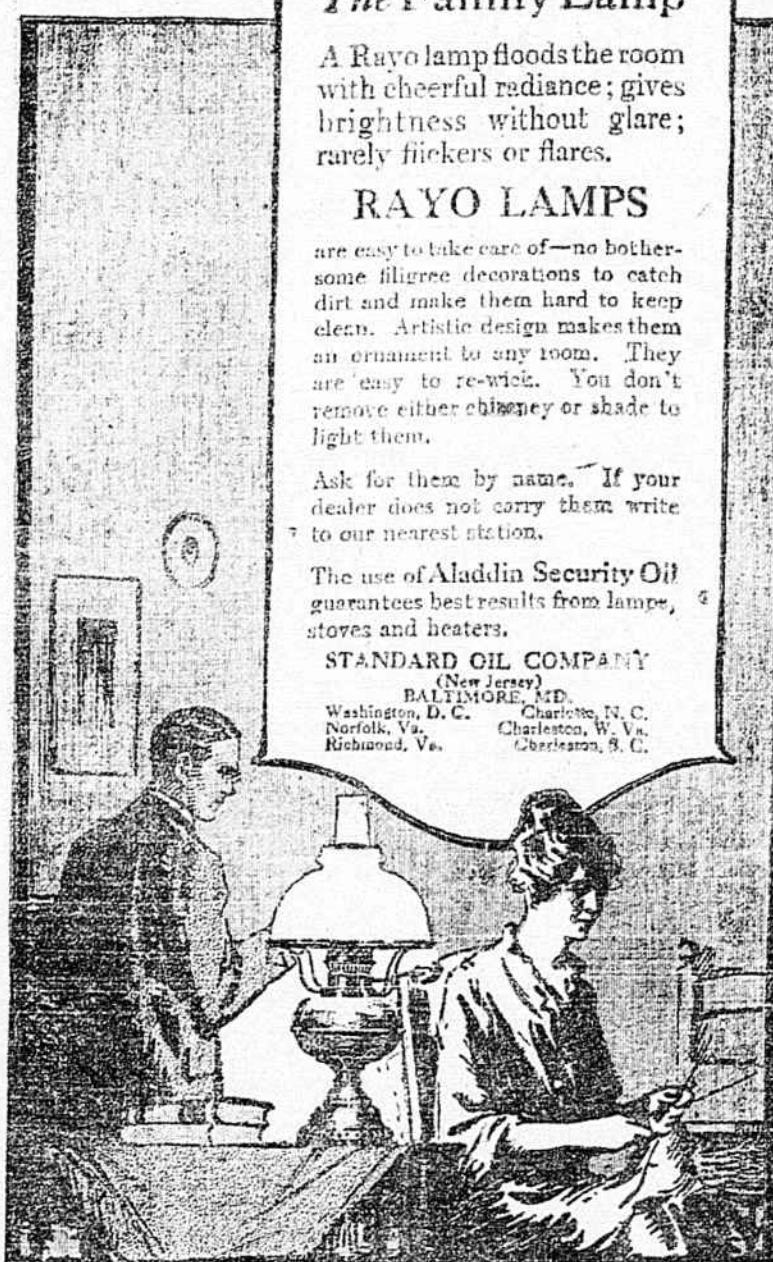 The Family Lamp
A Rayo lamp floods the room
with cheerful radiance; gives
brightness without glare;
rarely flickers or flares.
RAYO LAMPS
are easy to take care of—no bother-
some filigree decorations to catch
dirt and make them hard to keep
clean. Artistic design makes them
an ornament to any room. They
are easy to re-wick. You don't
remove either chimney or shade to
light them.
Ask for them by name. If your
dealer does not carry them write
to our nearest station.
The use of Aladdin Security Oil
guarantees best results from lamps,
stoves and heaters.
STANDARD OIL COMPANY
(New Jersey)
BALTIMORE, MD.
Washington, D. C. Charlotte, N. C.
Norfolk, Va. Charleston, W. Va.
Richmond, Va. Charleston, S. C.